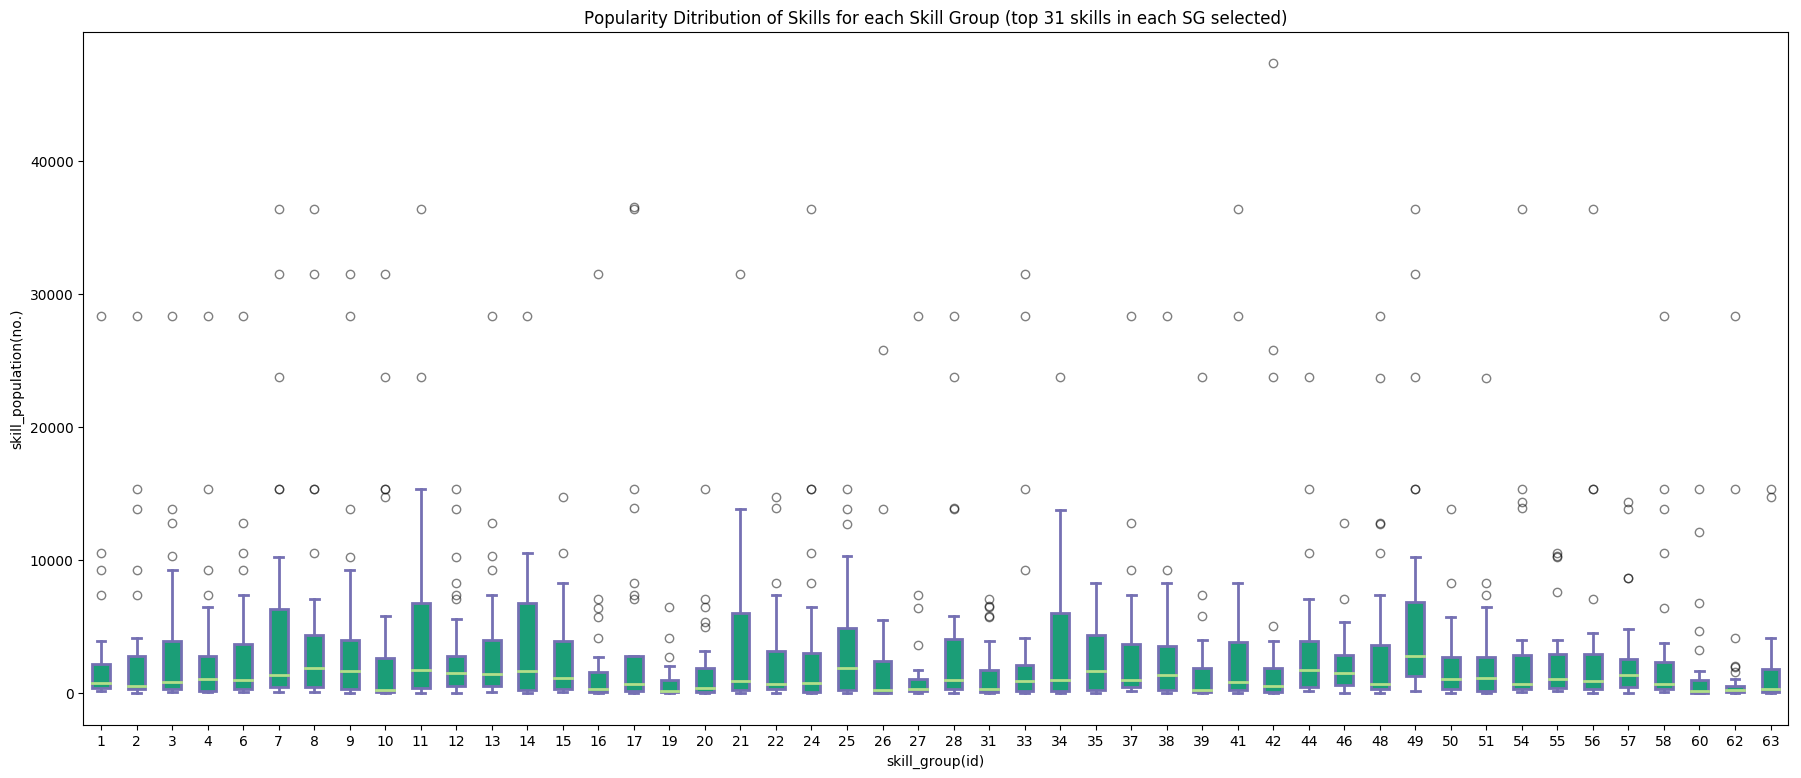 Popularity Ditribution of Skills for each Skill Group (top 31 skills in each SG selected)
skill_population(no.)
40000
30000
20000
10000
0
1 2 3 4 6 7 8 9 10 11 12 13 14 15 16 17 19 20 21 22 24 25 26 27 28 31 33 34 35 37 38 39 41 42 44 46 48 49 50 51 54 55 56 57 58 60 62 63
skill_group(id)